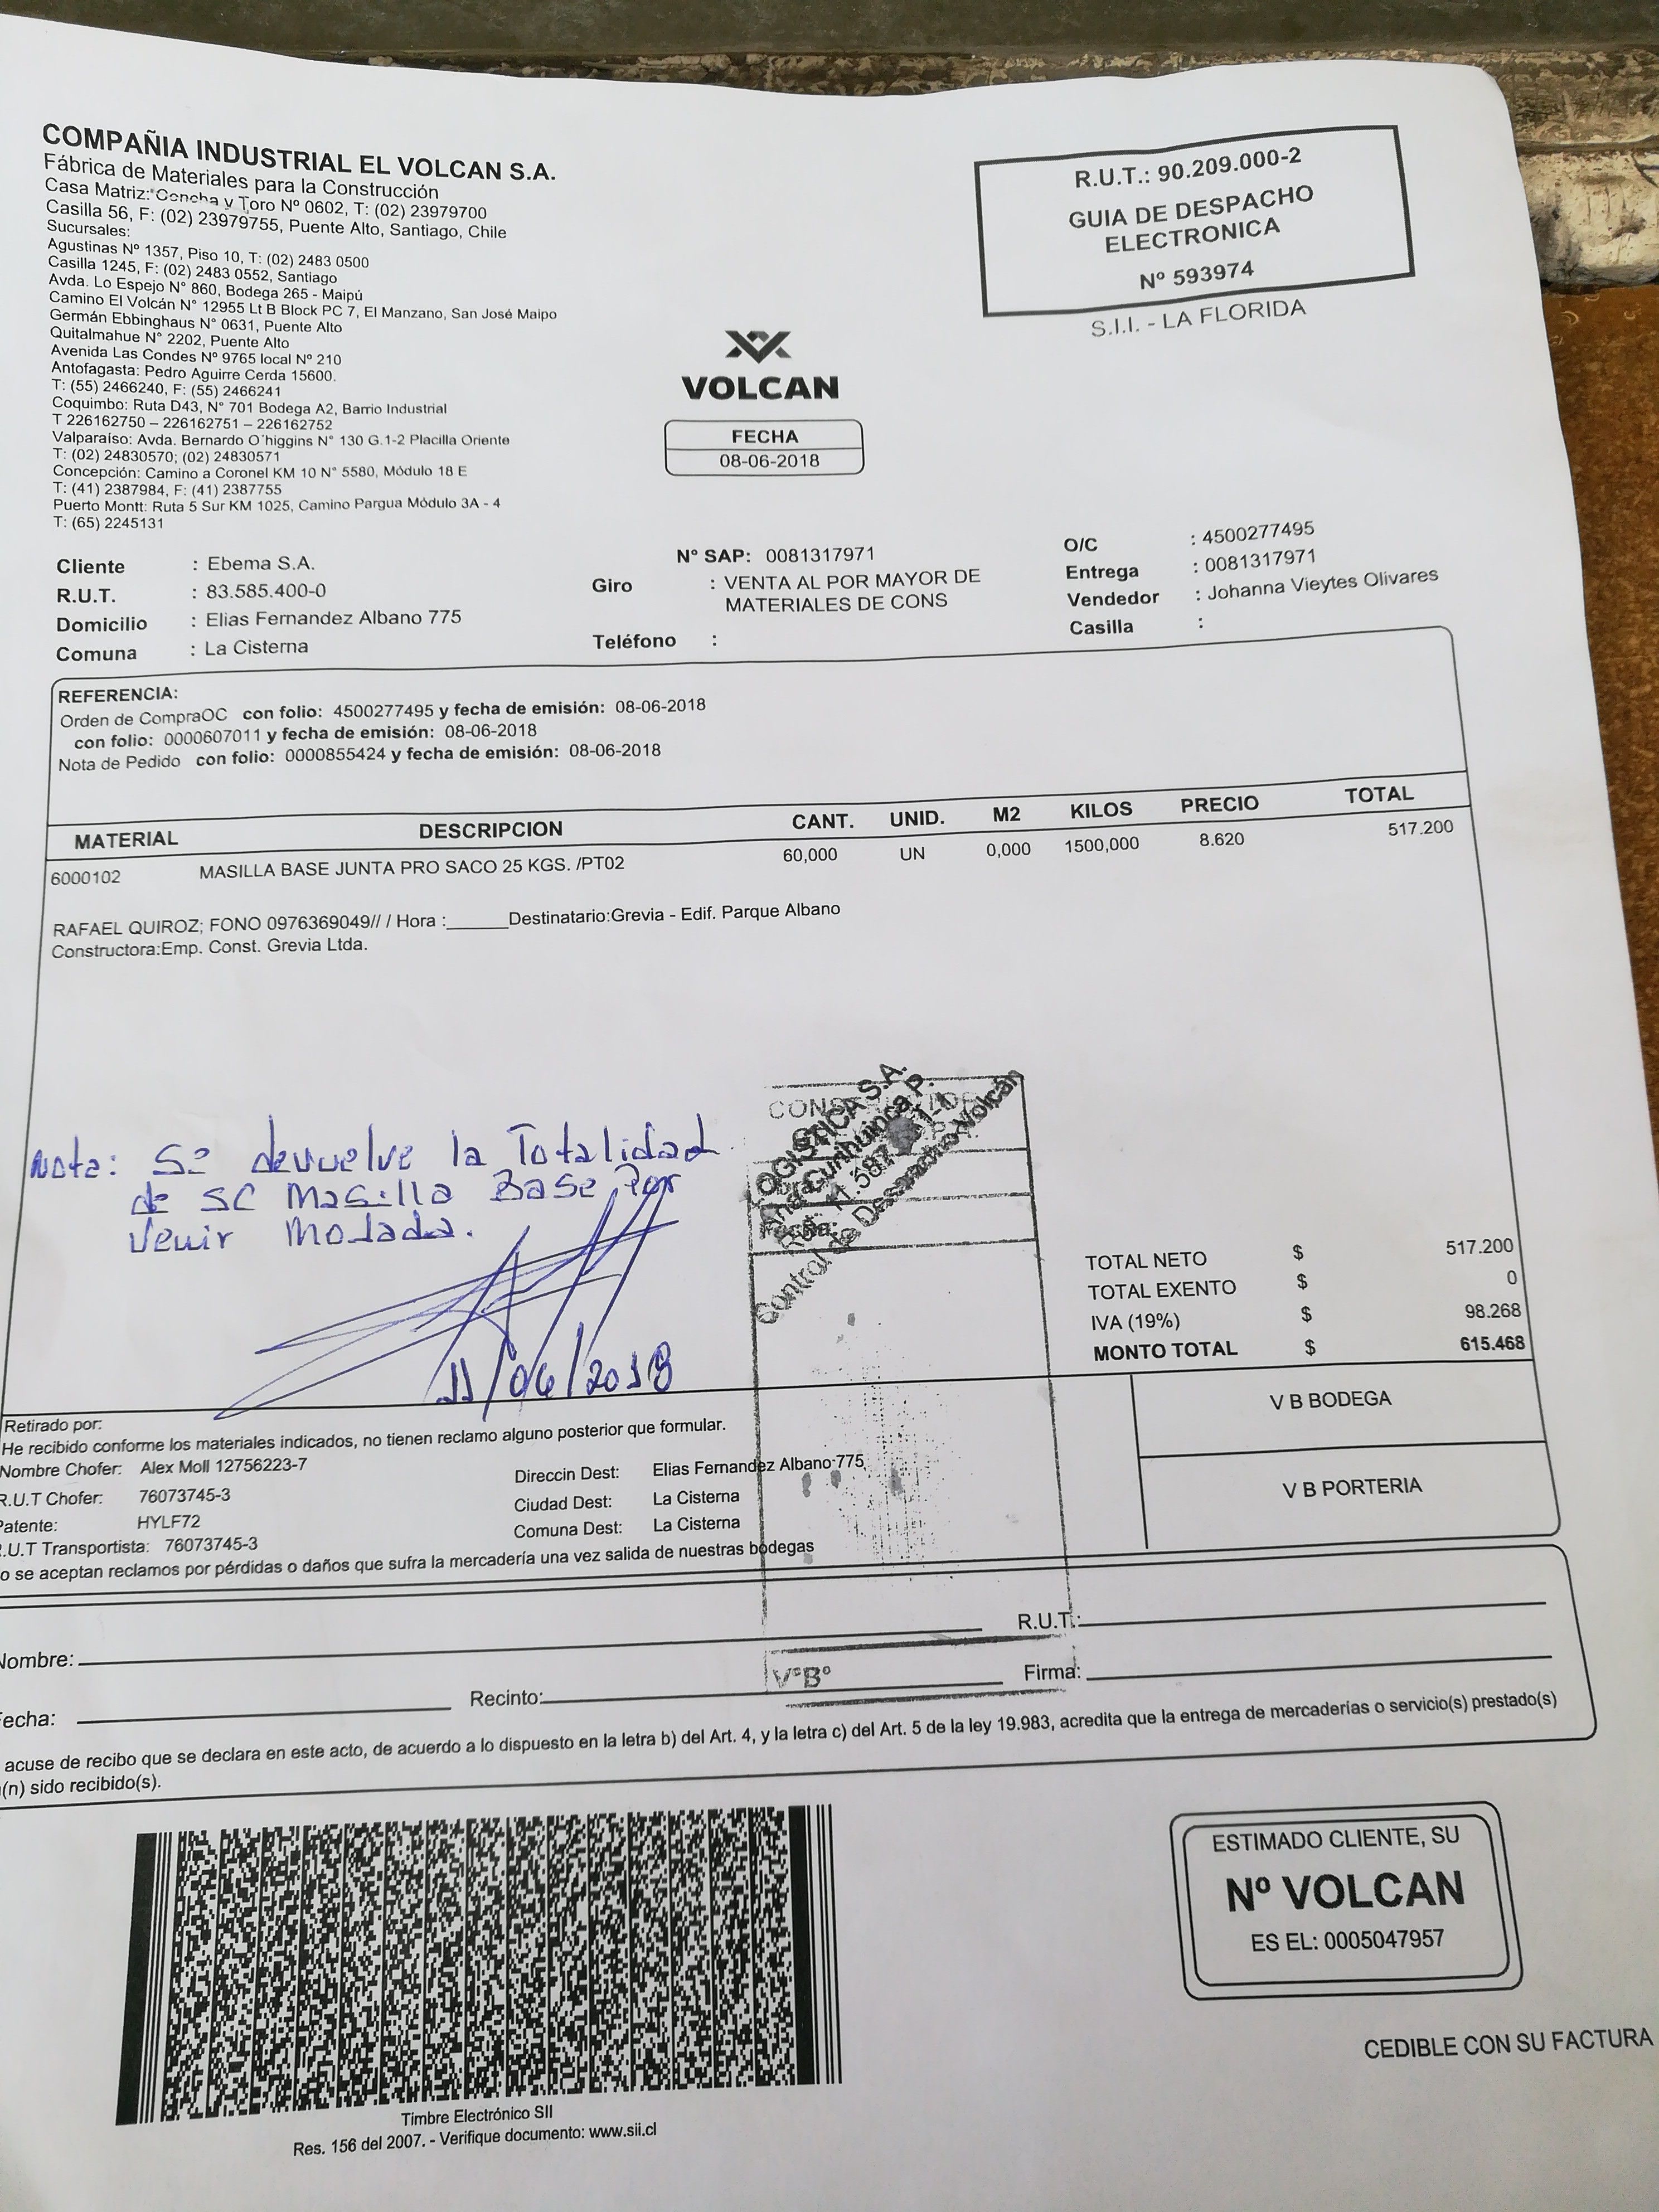 COMPAÑIA INDUSTRIAL EL VOLCAN S.A.
Fábrica de Materiales para la Construcción
Casa Matriz: Concha y Toro Nº 0602, T: (02) 23979700
Casilla 56, F: (02) 23979755, Puente Alto, Santiago, Chile
Sucursales:
Agustinas Nº 1357, Piso 10, T: (02) 2483 0500
Casilla 1245, F: (02) 2483 0552, Santiago
Avda. Lo Espejo N° 860, Bodega 265 - Maipú
Camino El Volcán N° 12955 Lt B Block PC 7, El Manzano, San José Maipo
Germán Ebbinghaus N° 0631, Puente Alto
Quitalmahue N° 2202, Puente Alto
Avenida Las Condes Nº 9765 local Nº 210
Antofagasta: Pedro Aguirre Cerda 15600.
T: (55) 2466240, F: (55) 2466241
Coquimbo: Ruta D43, N° 701 Bodega A2, Barrio Industrial
T 226162750 – 226162751 – 226162752
Valparaíso: Avda. Bernardo O´higgins N° 130 G.1-2 Placilla Oriente
T: (02) 24830570; (02) 24830571
Concepción: Camino a Coronel KM 10 N° 5580, Módulo 18 E
T: (41) 2387984, F: (41) 2387755
Puerto Montt: Ruta 5 Sur KM 1025, Camino Pargua Módulo 3A - 4
T: (65) 2245131
R.U.T.: 90.209.000-2
GUIA DE DESPACHO
ELECTRONICA
Nº 593974
S.I.I. - LA FLORIDA
VOLCAN
FECHA
08-06-2018
Cliente : Ebema S.A.
R.U.T. : 83.585.400-0
Domicilio : Elias Fernandez Albano 775
Comuna : La Cisterna
N° SAP: 0081317971
Giro : VENTA AL POR MAYOR DE
MATERIALES DE CONS
Teléfono :
O/C : 4500277495
Entrega : 0081317971
Vendedor : Johanna Vieytes Olivares
Casilla :
REFERENCIA:
Orden de CompraOC con folio: 4500277495 y fecha de emisión: 08-06-2018
con folio: 0000607011 y fecha de emisión: 08-06-2018
Nota de Pedido con folio: 0000855424 y fecha de emisión: 08-06-2018
MATERIAL DESCRIPCION CANT. UNID. M2 KILOS PRECIO TOTAL
6000102 MASILLA BASE JUNTA PRO SACO 25 KGS. /PT02 60,000 UN 0,000 1500,000 8.620 517.200
RAFAEL QUIROZ; FONO 0976369049// / Hora :______Destinatario:Grevia - Edif. Parque Albano
Constructora:Emp. Const. Grevia Ltda.
LOGISTICA S.A.
Control de Despacho Volcán
Nota: Se devuelve la Totalidad
de SC Masilla Base Por
venir Mojada.
11/06/2018
TOTAL NETO $ 517.200
TOTAL EXENTO $ 0
IVA (19%) $ 98.268
MONTO TOTAL $ 615.468
V B BODEGA
V B PORTERIA
Retirado por:
He recibido conforme los materiales indicados, no tienen reclamo alguno posterior que formular.
Nombre Chofer: Alex Moll 12756223-7
R.U.T Chofer: 76073745-3
Patente: HYLF72
R.U.T Transportista: 76073745-3
Direccin Dest: Elias Fernandez Albano 775
Ciudad Dest: La Cisterna
Comuna Dest: La Cisterna
o se aceptan reclamos por pérdidas o daños que sufra la mercadería una vez salida de nuestras bodegas
Nombre: R.U.T.:
Fecha: Recinto: Firma:
V°B°
acuse de recibo que se declara en este acto, de acuerdo a lo dispuesto en la letra b) del Art. 4, y la letra c) del Art. 5 de la ley 19.983, acredita que la entrega de mercaderías o servicio(s) prestado(s)
(n) sido recibido(s).
Timbre Electrónico SII
Res. 156 del 2007. - Verifique documento: www.sii.cl
ESTIMADO CLIENTE, SU
Nº VOLCAN
ES EL: 0005047957
CEDIBLE CON SU FACTURA